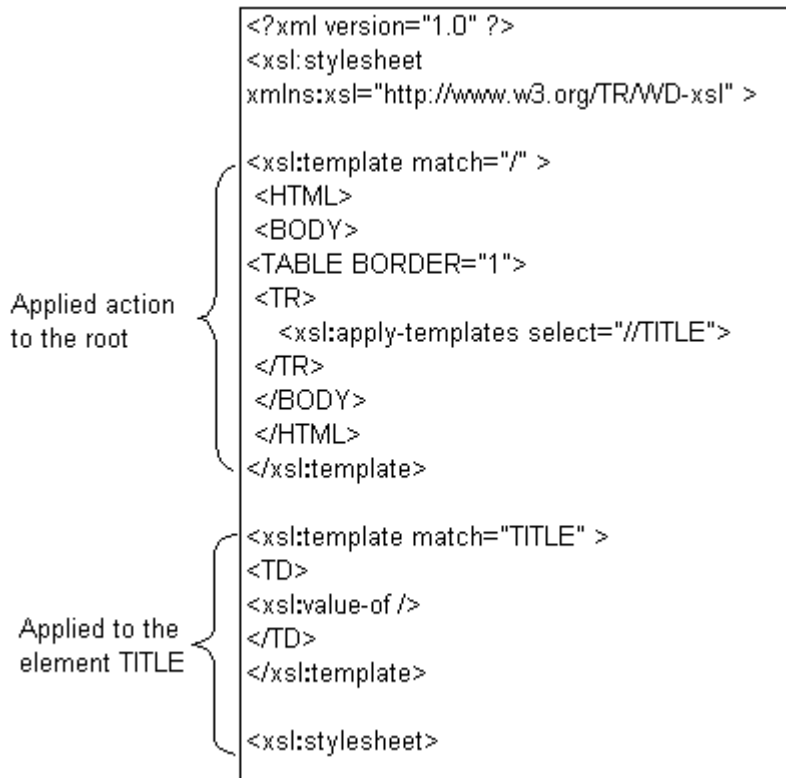 <?xml version="1.0" ?>
<xsl:stylesheet
xmlns:xsl="http://www.w3.org/TR/WD-xsl" >
<xsl:template match="/" >
<HTML>
<BODY>
<TABLE BORDER="1">
<TR>
<xsl:apply-templates select="//TITLE">
</TR>
</BODY>
</HTML>
</xsl:template>
Applied action
to the root
<xsl:template match="TITLE" >
<TD>
<xsl:value-of />
</TD>
</xsl:template>
<xsl:stylesheet>
Applied to the
element TITLE